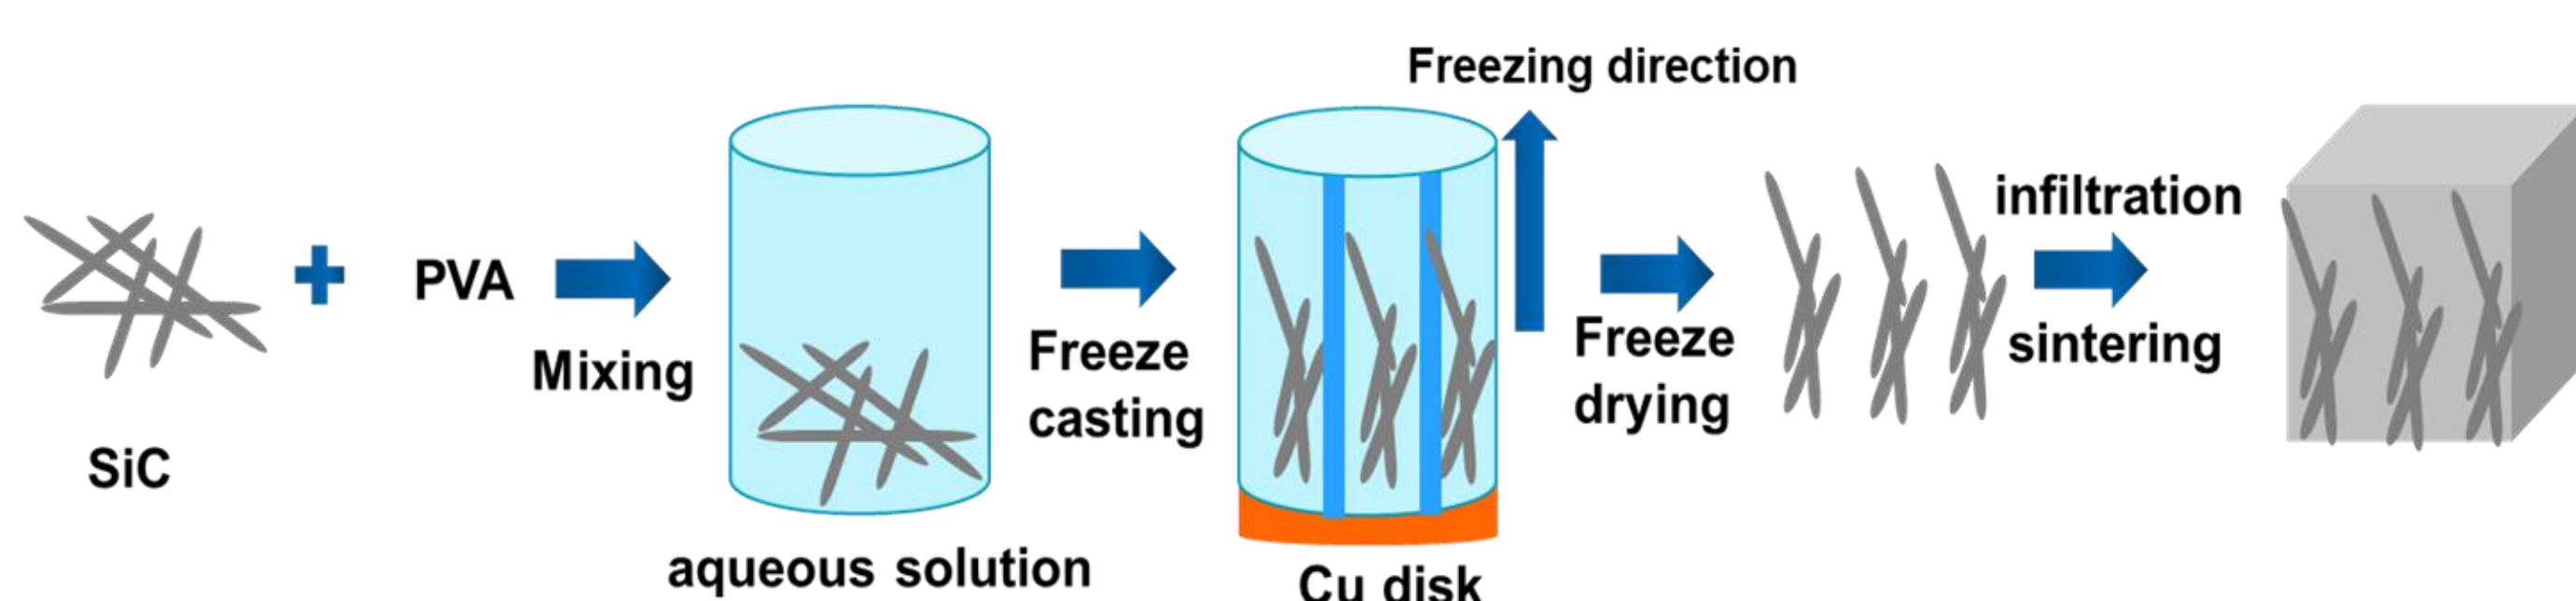 SiC
PVA
Mixing
aqueous solution
Freeze
casting
Freezing direction
Cu disk
Freeze
drying
infiltration
sintering